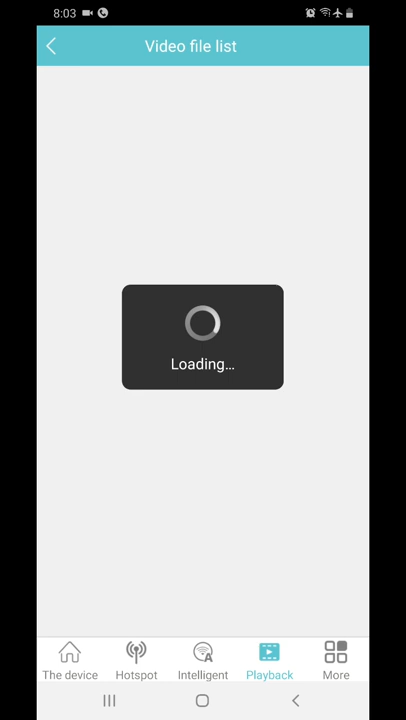 8:03
Video file list
Loading...
The device
Hotspot
Intelligent
Playback
More